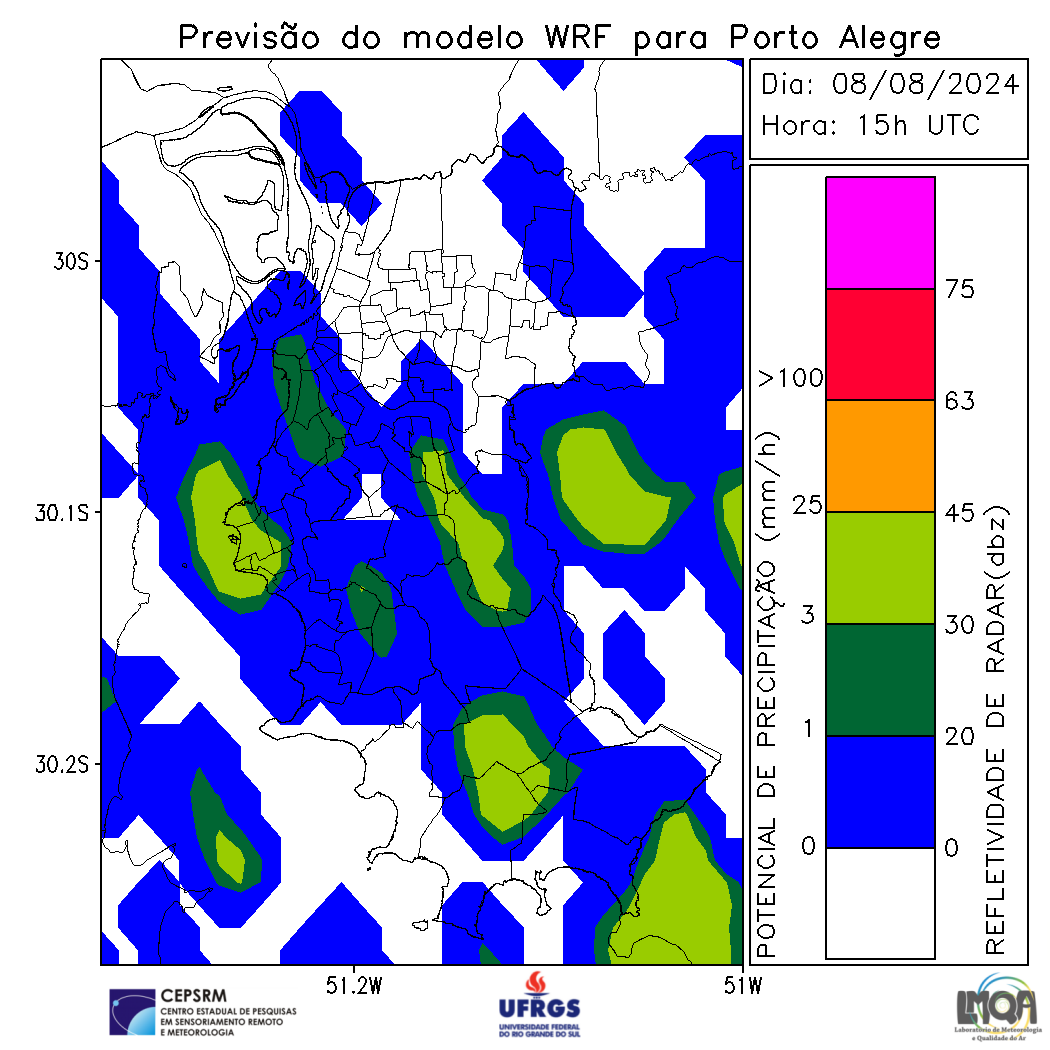 Previsão do modelo WRF para Porto Alegre
Dia: 08/08/2024
Hora: 15h UTC
30S
30.1S
30.2S
51.2W
51W
POTENCIAL DE PRECIPITAÇÃO (mm/h)
>100
25
3
1
0
75
63
45
30
20
0
REFLETIVIDADE DE RADAR(dbz)
CEPSRM
CENTRO ESTADUAL DE PESQUISAS
EM SENSORIAMENTO REMOTO
E METEOROLOGIA
UFRGS
UNIVERSIDADE FEDERAL
DO RIO GRANDE DO SUL
LMQA
Laboratório de Meteorologia
e Qualidade do Ar